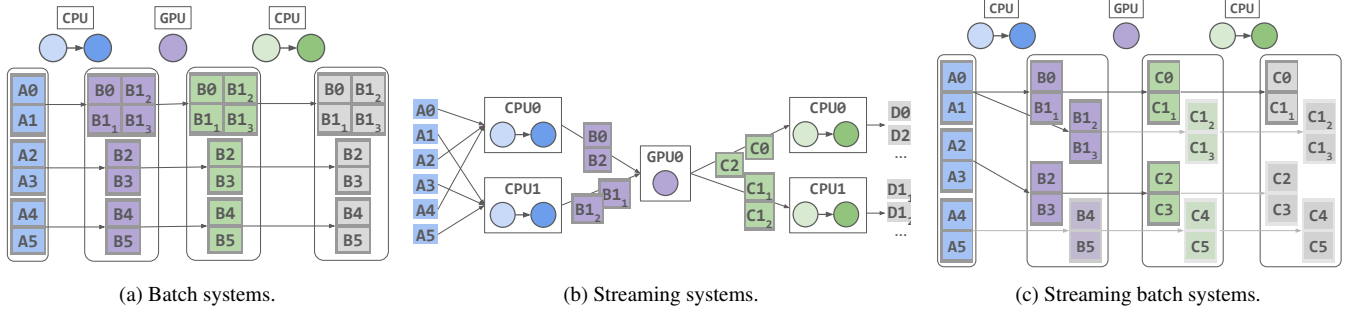 CPU GPU CPU
A0 B0 B1₂ B0 B1₂ B0 B1₂
A1 B1₁ B1₃ B1₁ B1₃ B1₁ B1₃
A2 B2 B2 B2
A3 B3 B3 B3
A4 B4 B4 B4
A5 B5 B5 B5
(a) Batch systems.
A0
A1
A2
A3
A4
A5
CPU0
CPU1
B0
B2
B1₁
B1₂
GPU0
C0
C2
C1₁
C1₂
CPU0
CPU1
D0
D2
...
D1₁
D1₂
...
(b) Streaming systems.
CPU GPU CPU
A0 B0 C0 C0
A1 B1₁ C1₁ C1₁
B1₂ C1₂ C1₂
B1₃ C1₃ C1₃
A2 B2 C2 C2
A3 B3 C3 C3
A4 B4 C4 C4
A5 B5 C5 C5
(c) Streaming batch systems.